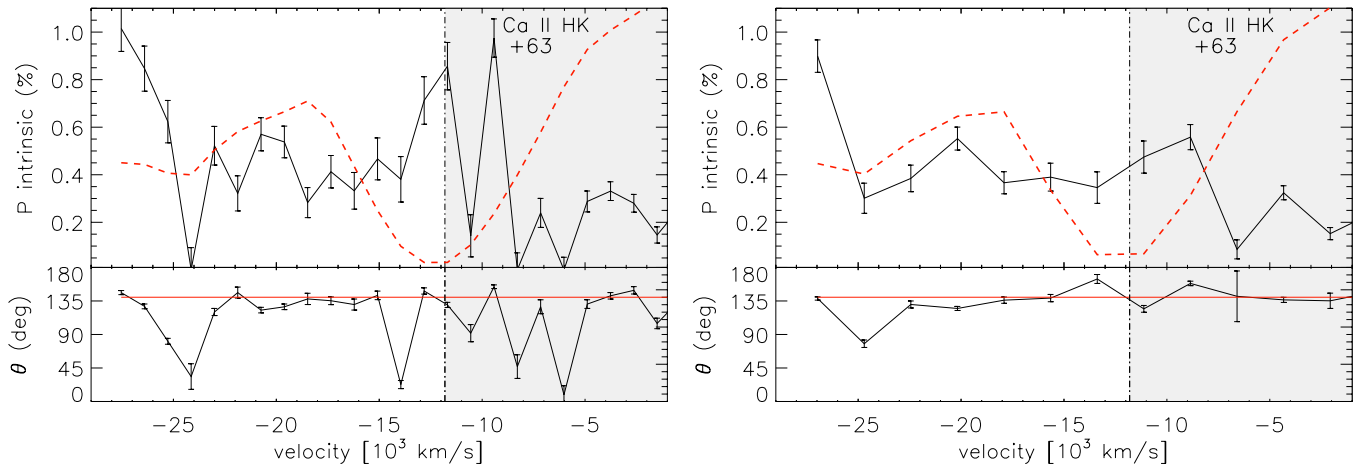 1.0
0.8
0.6
0.4
0.2
P intrinsic (%)
Ca II HK
+63
180
135
90
45
0
θ (deg)
−25 −20 −15 −10 −5
velocity [10³ km/s]
1.0
0.8
0.6
0.4
0.2
P intrinsic (%)
Ca II HK
+63
180
135
90
45
0
θ (deg)
−25 −20 −15 −10 −5
velocity [10³ km/s]